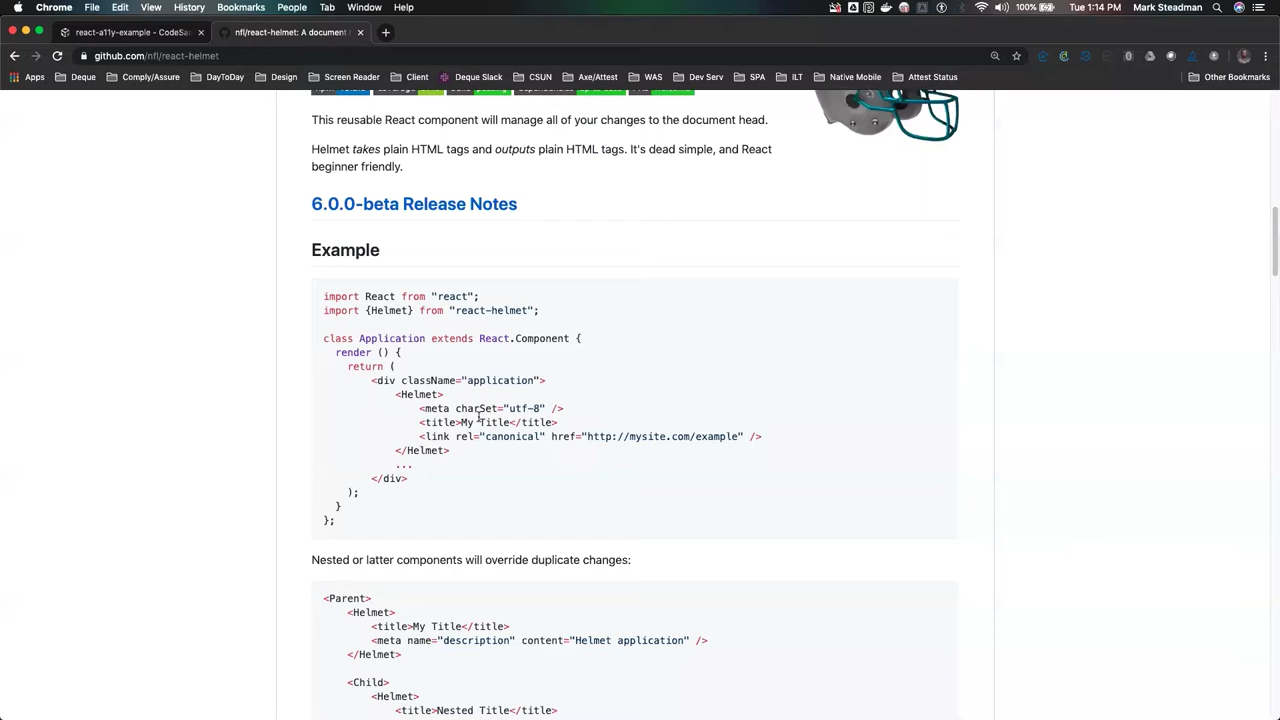 Chrome File Edit View History Bookmarks People Tab Window Help 100% Tue 1:14 PM Mark Steadman
react-a11y-example - CodeSan nfl/react-helmet: A document
github.com/nfl/react-helmet
Apps Deque Comply/Assure DayToDay Design Screen Reader Client Deque Slack CSUN Axe/Attest WAS Dev Serv SPA ILT Native Mobile Attest Status Other Bookmarks
This reusable React component will manage all of your changes to the document head.
Helmet takes plain HTML tags and outputs plain HTML tags. It's dead simple, and React
beginner friendly.
6.0.0-beta Release Notes
Example
import React from "react";
import {Helmet} from "react-helmet";
class Application extends React.Component {
render () {
return (
<div className="application">
<Helmet>
<meta charSet="utf-8" />
<title>My Title</title>
<link rel="canonical" href="http://mysite.com/example" />
</Helmet>
...
</div>
);
}
};
Nested or latter components will override duplicate changes:
<Parent>
<Helmet>
<title>My Title</title>
<meta name="description" content="Helmet application" />
</Helmet>
<Child>
<Helmet>
<title>Nested Title</title>